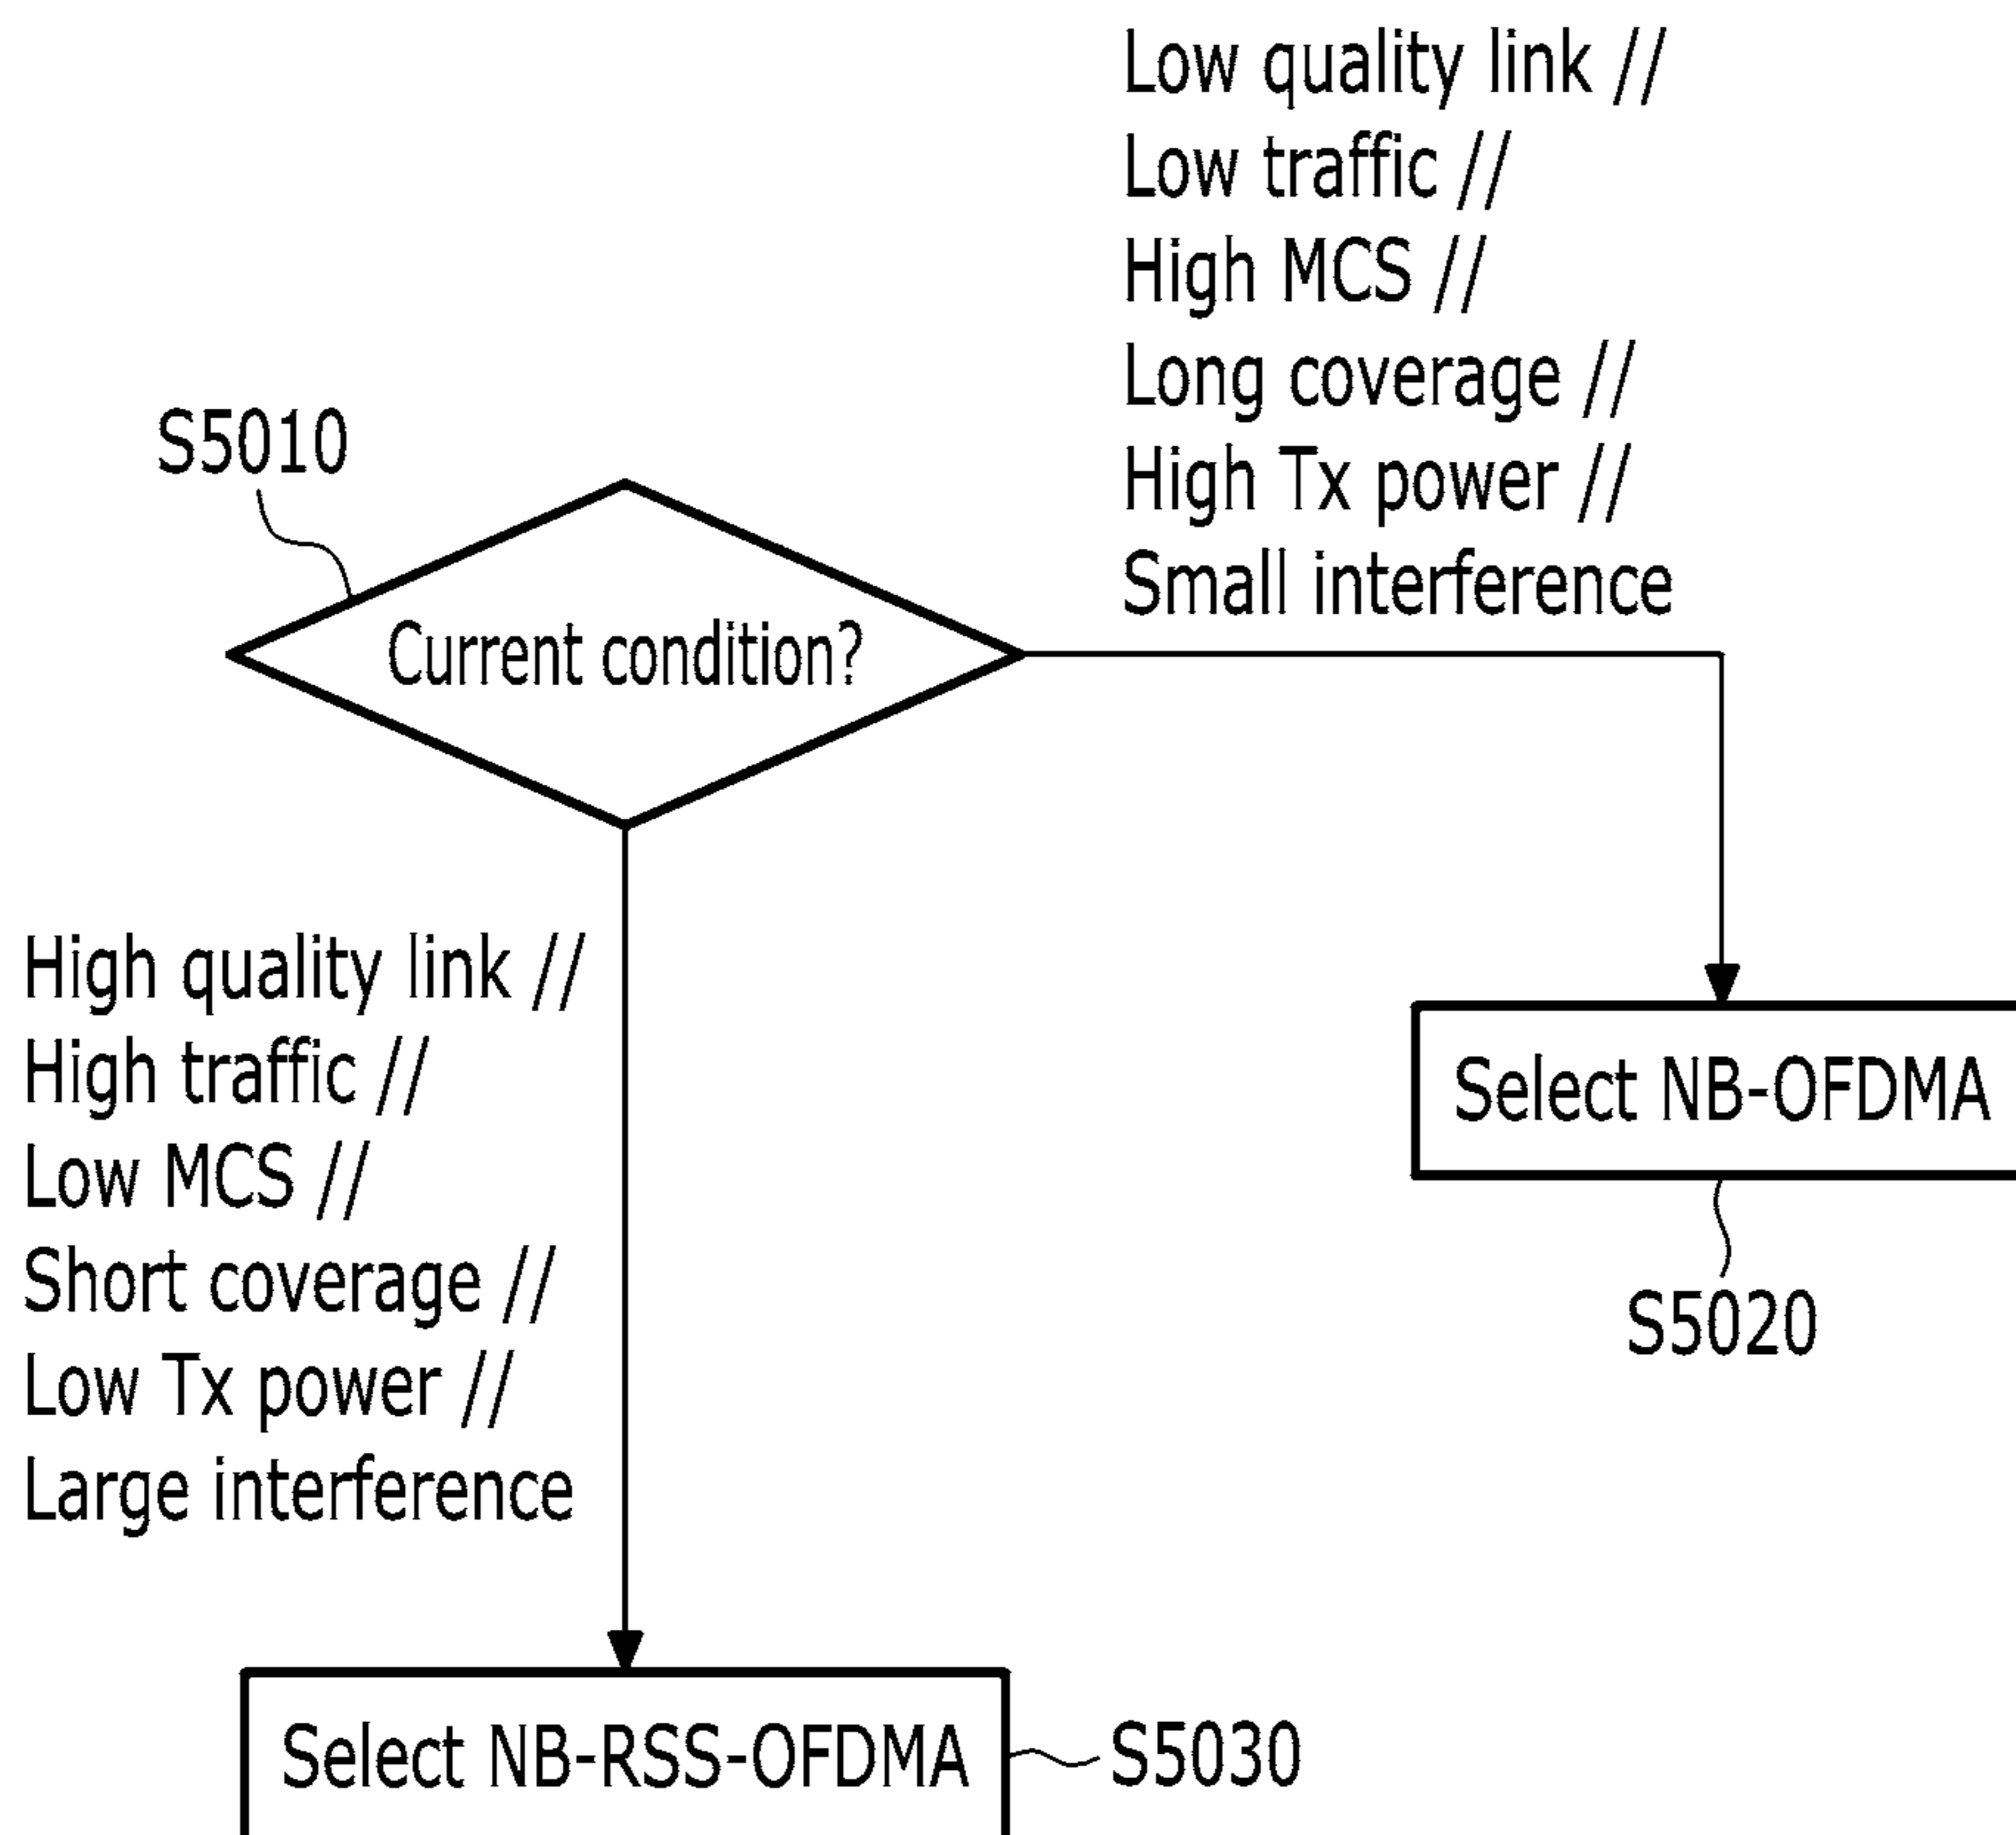 Low quality link //
Low traffic //
High MCS //
Long coverage //
High Tx power //
Small interference
S5010
Current condition?
High quality link //
High traffic //
Low MCS //
Short coverage //
Low Tx power //
Large interference
Select NB-OFDMA
S5020
Select NB-RSS-OFDMA
S5030